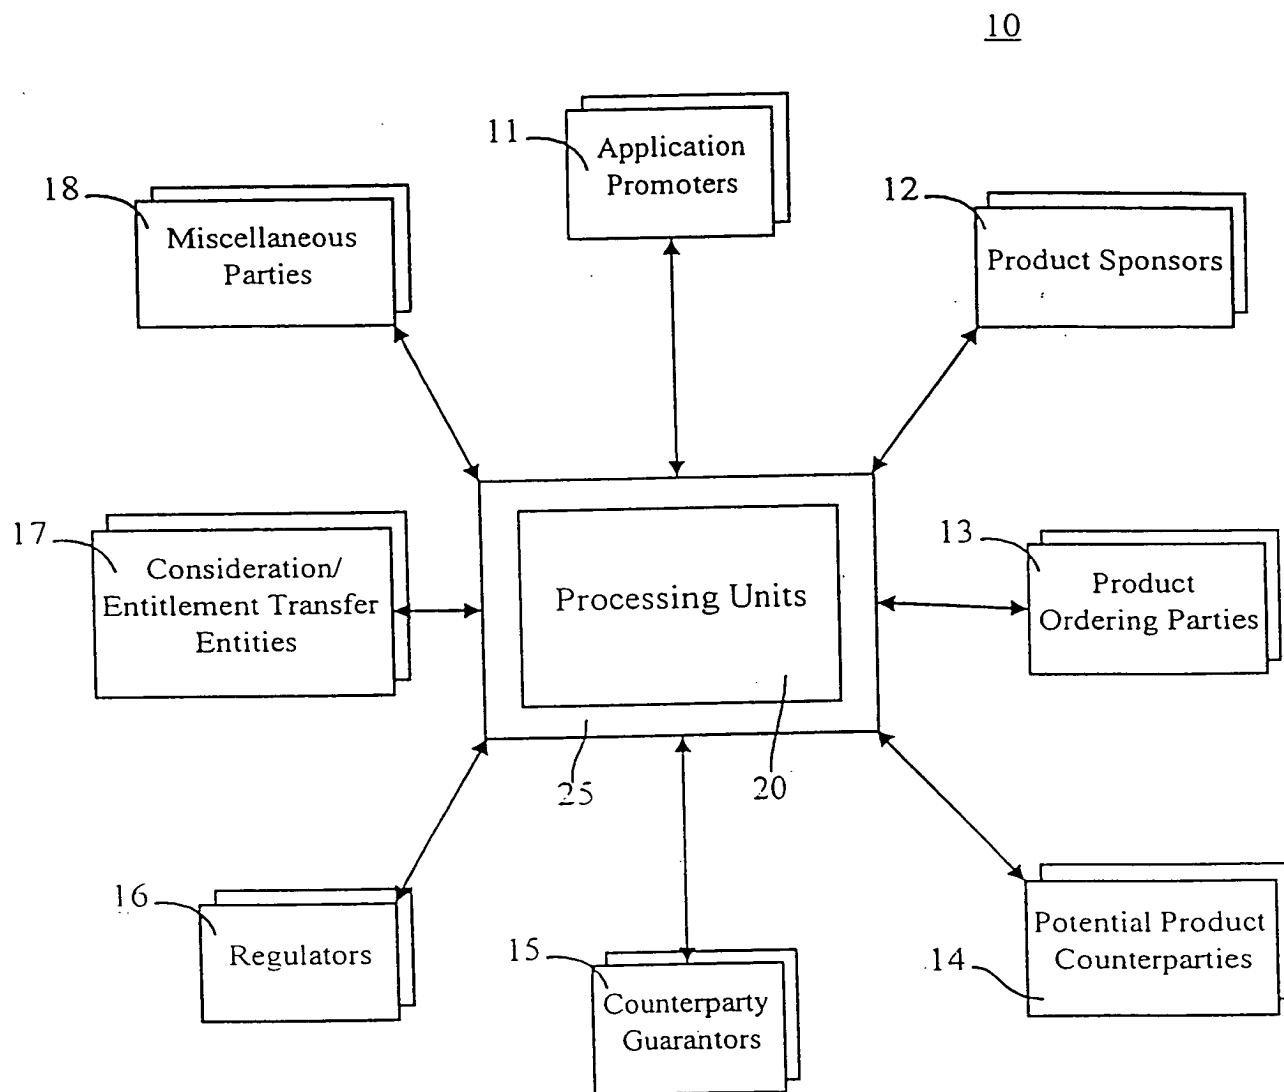 10
11
Application
Promoters
18
Miscellaneous
Parties
12
Product Sponsors
17
Consideration/
Entitlement Transfer
Entities
Processing Units
13
Product
Ordering Parties
25
20
16
Regulators
15
Counterparty
Guarantors
14
Potential Product
Counterparties